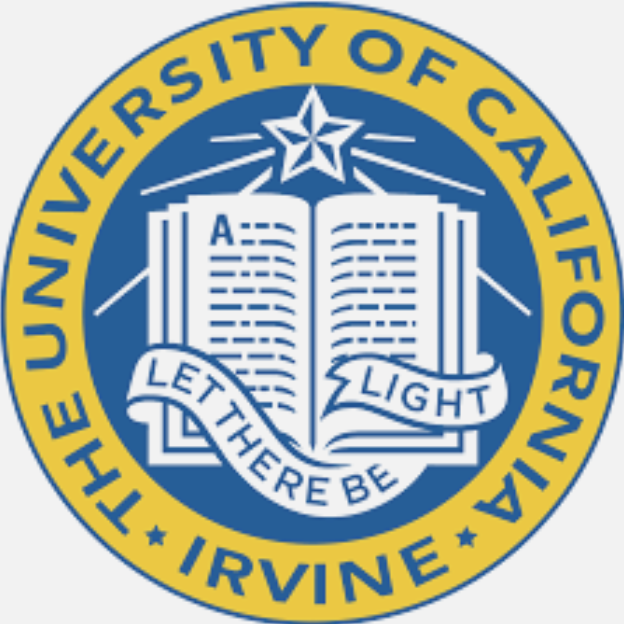 THE UNIVERSITY OF CALIFORNIA
IRVINE
A
LET THERE BE
LIGHT